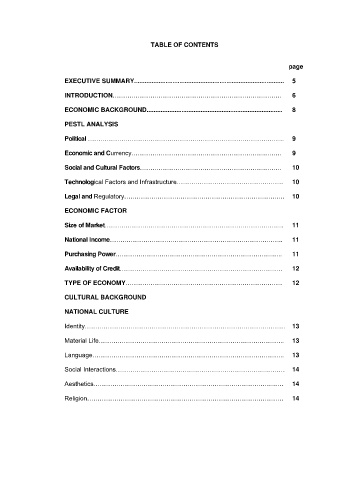 TABLE OF CONTENTS
page
EXECUTIVE SUMMARY.......... 5
INTRODUCTION.......... 6
ECONOMIC BACKGROUND.......... 8
PESTL ANALYSIS
Political .......... 9
Economic and Currency.......... 9
Social and Cultural Factors.......... 10
Technological Factors and Infrastructure.......... 10
Legal and Regulatory.......... 10
ECONOMIC FACTOR
Size of Market.......... 11
National Income.......... 11
Purchasing Power.......... 11
Availability of Credit.......... 12
TYPE OF ECONOMY.......... 12
CULTURAL BACKGROUND
NATIONAL CULTURE
Identity.......... 13
Material Life.......... 13
Language.......... 13
Social Interactions.......... 14
Aesthetics.......... 14
Religion.......... 14